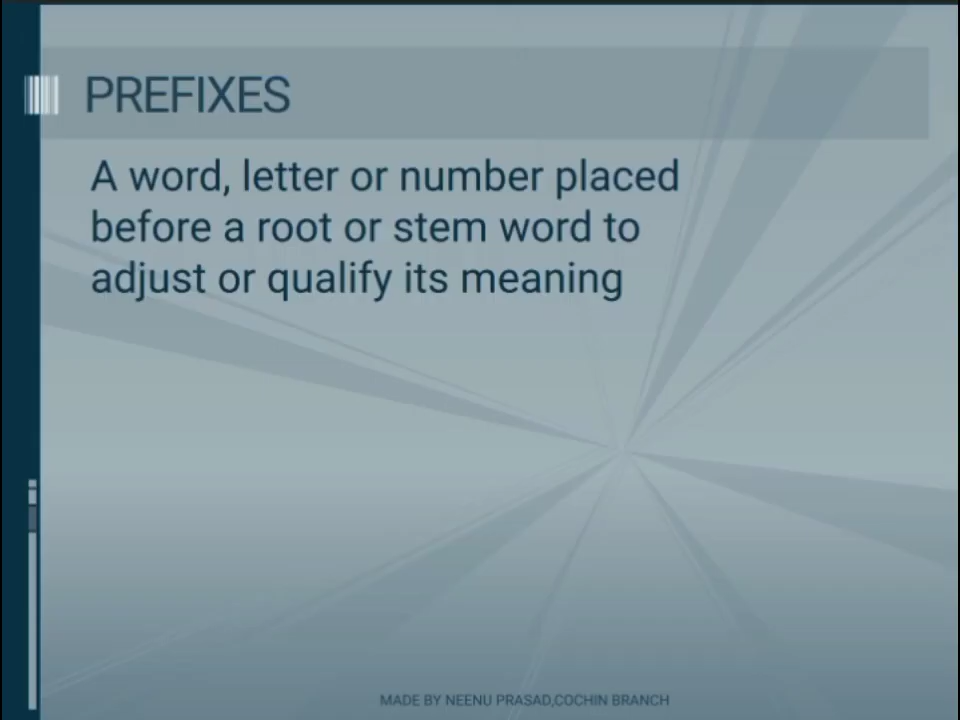 PREFIXES
A word, letter or number placed
before a root or stem word to
adjust or qualify its meaning
MADE BY NEENU PRASAD,COCHIN BRANCH